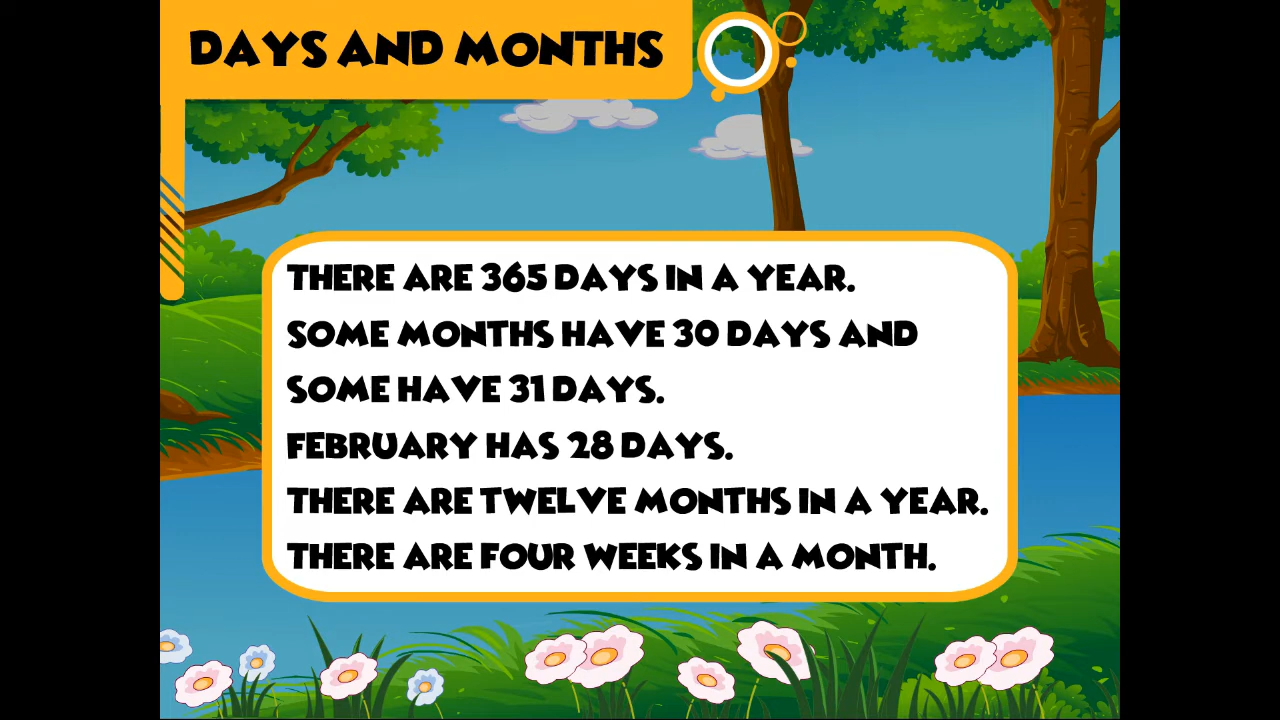 DAYS AND MONTHS
THERE ARE 365 DAYS IN A YEAR.
SOME MONTHS HAVE 30 DAYS AND
SOME HAVE 31 DAYS.
FEBRUARY HAS 28 DAYS.
THERE ARE TWELVE MONTHS IN A YEAR.
THERE ARE FOUR WEEKS IN A MONTH.